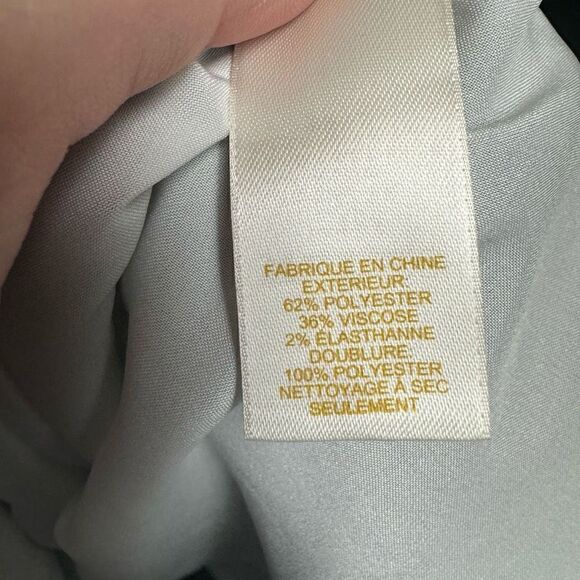 FABRIQUE EN CHINE
EXTERIEUR:
62% POLYESTER
36% VISCOSE
2% ÉLASTHANNE
DOUBLURE:
100% POLYESTER
NETTOYAGE À SEC
SEULEMENT